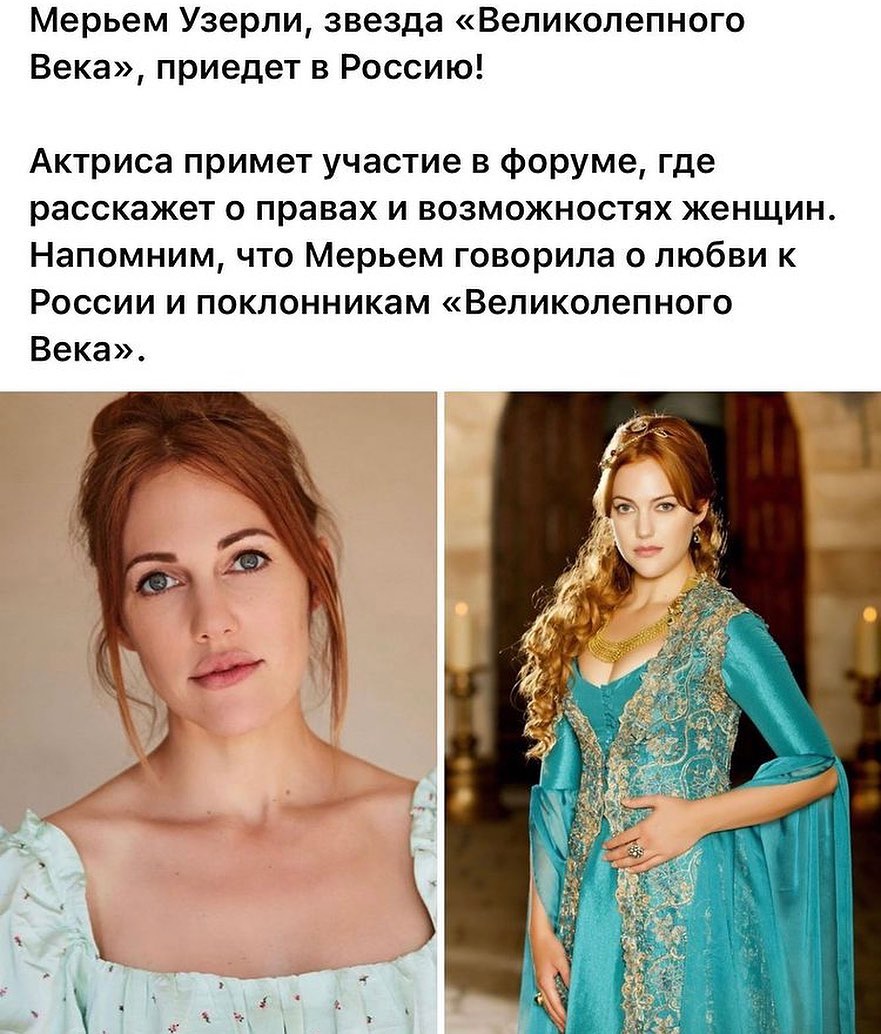 Мерьем Узерли, звезда «Великолепного
Века», приедет в Россию!
Актриса примет участие в форуме, где
расскажет о правах и возможностях женщин.
Напомним, что Мерьем говорила о любви к
России и поклонникам «Великолепного
Века».